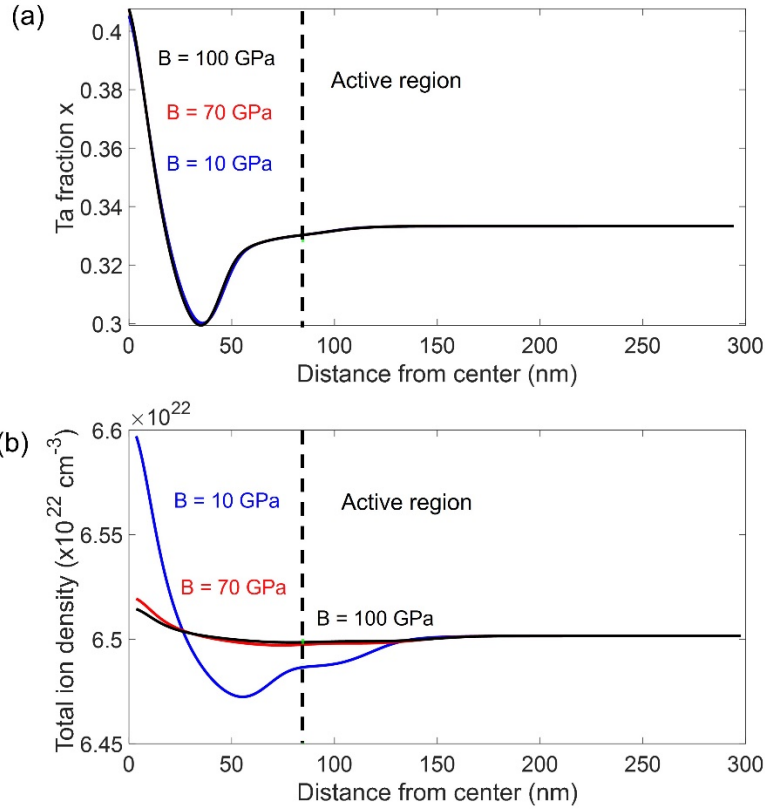 (a)
0.4
0.38
0.36
0.34
0.32
0.3
Ta fraction x
B = 100 GPa
B = 70 GPa
B = 10 GPa
Active region
0 50 100 150 200 250 300
Distance from center (nm)
(b)
×10²²
6.6
6.55
6.5
6.45
Total ion density (x10²² cm⁻³)
B = 10 GPa
Active region
B = 70 GPa
B = 100 GPa
0 50 100 150 200 250 300
Distance from center (nm)